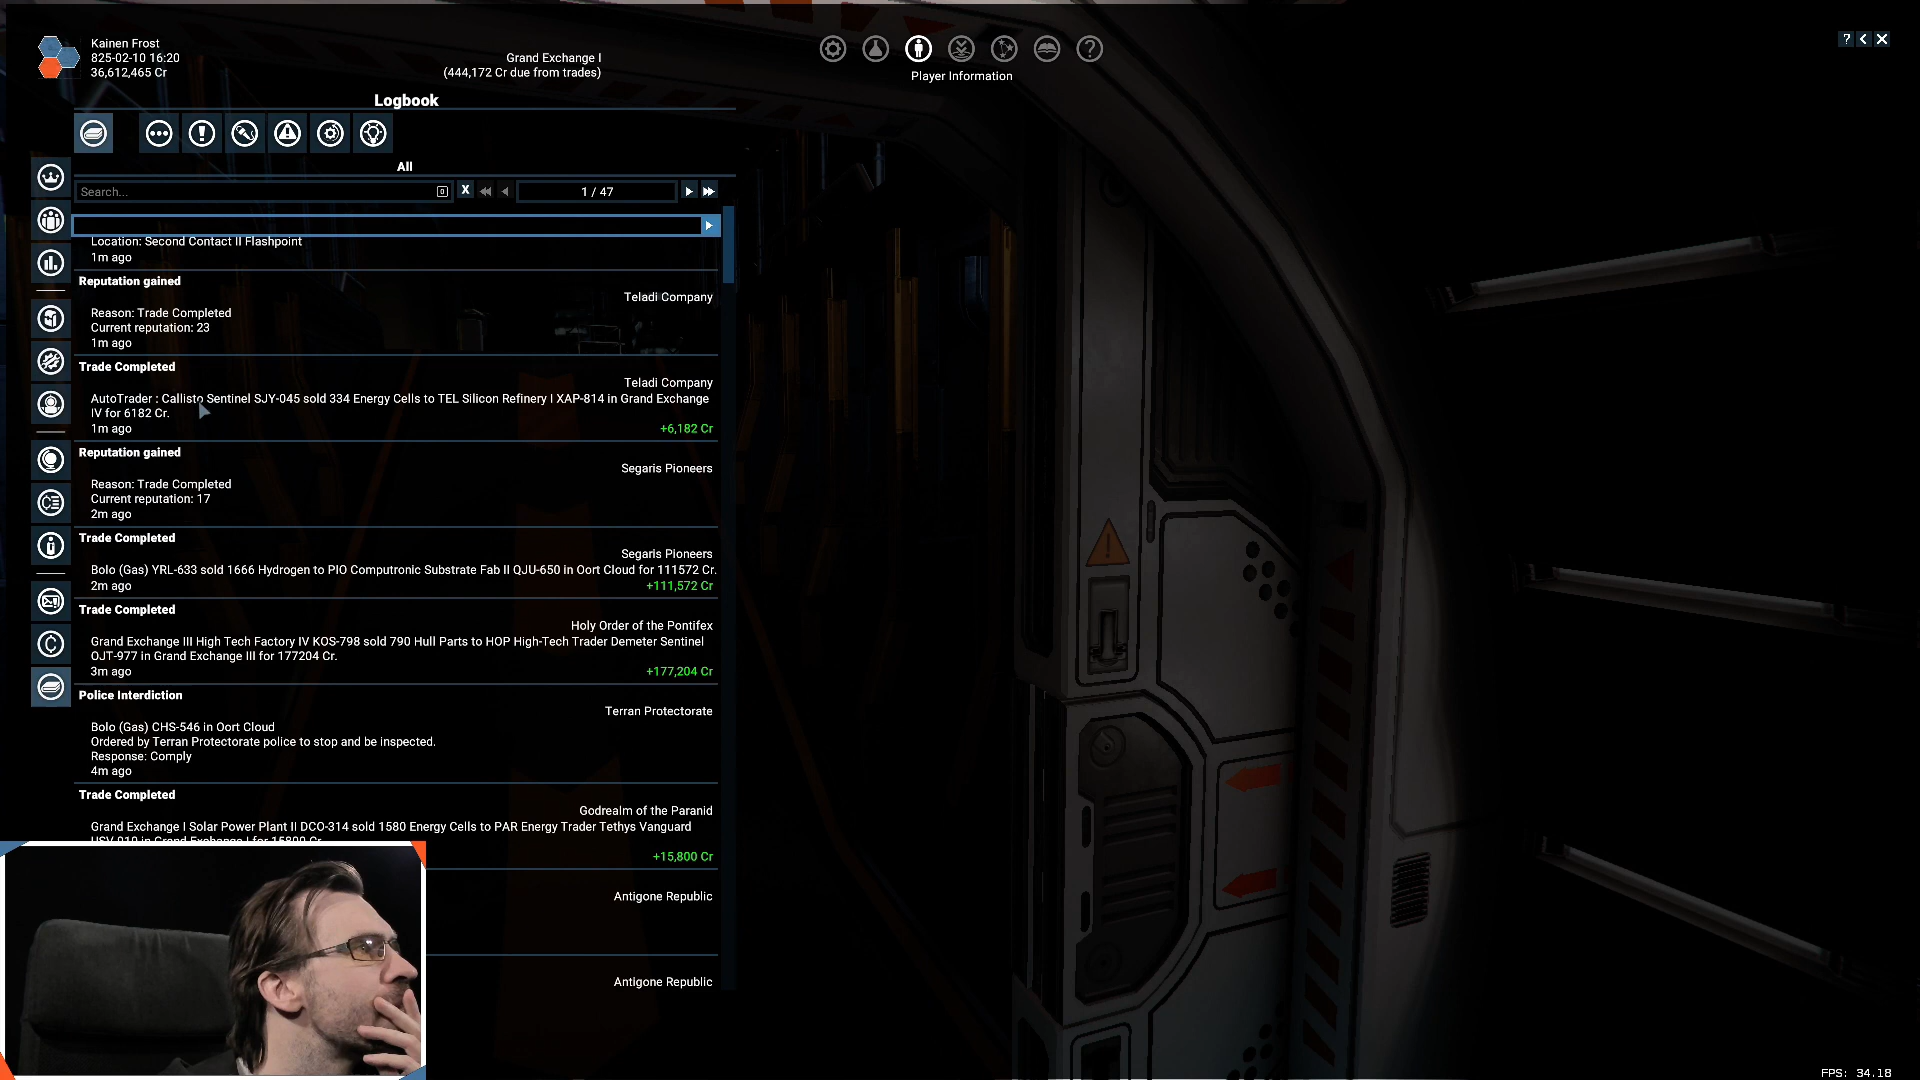 Kainen Frost
825-02-10 16:20
36,612,465 Cr
Grand Exchange I
(444,172 Cr due from trades)
Player Information
Logbook
All
Search...
1 / 47
Location: Second Contact II Flashpoint
1m ago
Reputation gained
Teladi Company
Reason: Trade Completed
Current reputation: 23
1m ago
Trade Completed
Teladi Company
AutoTrader : Callisto Sentinel SJY-045 sold 334 Energy Cells to TEL Silicon Refinery I XAP-814 in Grand Exchange
IV for 6182 Cr.
1m ago
+6,182 Cr
Reputation gained
Segaris Pioneers
Reason: Trade Completed
Current reputation: 17
2m ago
Trade Completed
Segaris Pioneers
Bolo (Gas) YRL-633 sold 1666 Hydrogen to PIO Computronic Substrate Fab II QJU-650 in Oort Cloud for 111572 Cr.
2m ago
+111,572 Cr
Trade Completed
Holy Order of the Pontifex
Grand Exchange III High Tech Factory IV KOS-798 sold 790 Hull Parts to HOP High-Tech Trader Demeter Sentinel
OJT-977 in Grand Exchange III for 177204 Cr.
3m ago
+177,204 Cr
Police Interdiction
Terran Protectorate
Bolo (Gas) CHS-546 in Oort Cloud
Ordered by Terran Protectorate police to stop and be inspected.
Response: Comply
4m ago
Trade Completed
Godrealm of the Paranid
Grand Exchange I Solar Power Plant II DCO-314 sold 1580 Energy Cells to PAR Energy Trader Tethys Vanguard
in Grand Exchange I for 15800 Cr.
+15,800 Cr
Antigone Republic
Antigone Republic
FPS: 34.18